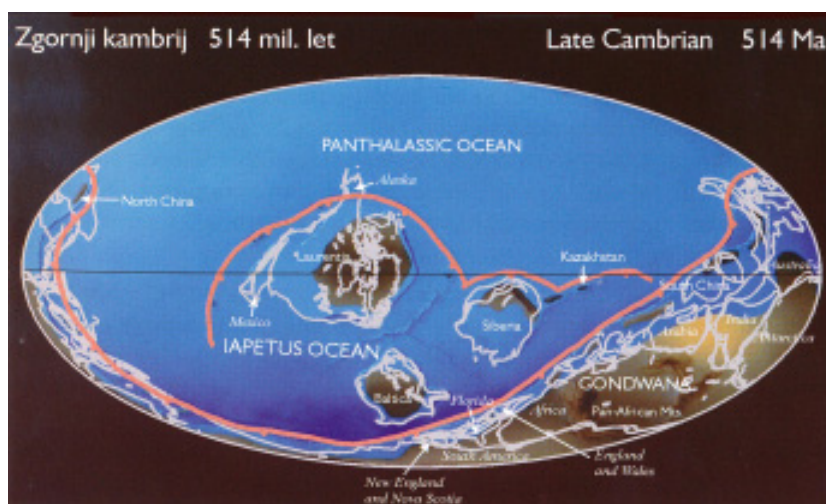 Zgornji kambrij 514 mil. let
Late Cambrian 514 Ma
PANTHALASSIC OCEAN
Alaska
North China
Laurentia
Kazakhstan
Australia
South China
Mexico
Siberia
India
Arabia
Antarctica
IAPETUS OCEAN
GONDWANA
Baltica
Florida
Africa
Pan-African Mts.
South America
England
and Wales
New England
and Nova Scotia